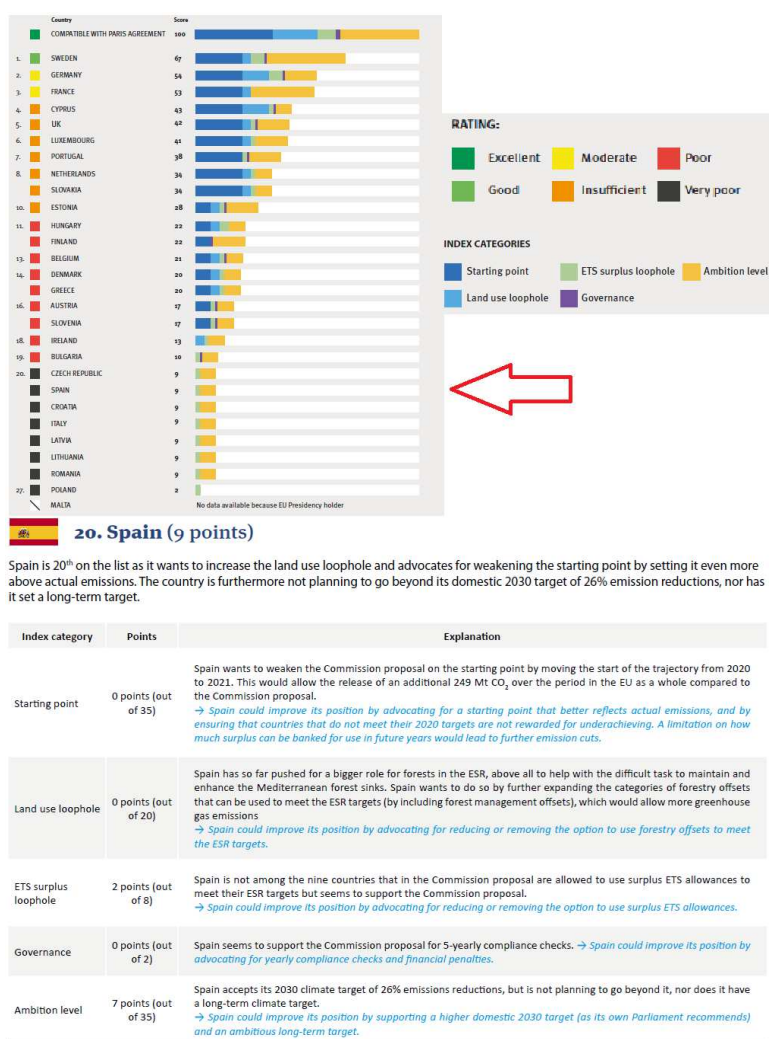 Country Score
COMPATIBLE WITH PARIS AGREEMENT 100
1. SWEDEN 67
2. GERMANY 54
3. FRANCE 53
4. CYPRUS 43
5. UK 42
6. LUXEMBOURG 41
7. PORTUGAL 38
8. NETHERLANDS 34
SLOVAKIA 34
10. ESTONIA 28
11. HUNGARY 22
FINLAND 22
13. BELGIUM 21
14. DENMARK 20
GREECE 20
16. AUSTRIA 17
SLOVENIA 17
18. IRELAND 13
19. BULGARIA 10
20. CZECH REPUBLIC 9
SPAIN 9
CROATIA 9
ITALY 9
LATVIA 9
LITHUANIA 9
ROMANIA 9
27. POLAND 2
MALTA No data available because EU Presidency holder
RATING:
Excellent Moderate Poor
Good Insufficient Very poor
INDEX CATEGORIES
Starting point ETS surplus loophole Ambition level
Land use loophole Governance
20. Spain (9 points)
Spain is 20th on the list as it wants to increase the land use loophole and advocates for weakening the starting point by setting it even more
above actual emissions. The country is furthermore not planning to go beyond its domestic 2030 target of 26% emission reductions, nor has
it set a long-term target.
Index category Points Explanation
Starting point
0 points (out
of 35)
Spain wants to weaken the Commission proposal on the starting point by moving the start of the trajectory from 2020
to 2021. This would allow the release of an additional 249 Mt CO2 over the period in the EU as a whole compared to
the Commission proposal.
→ Spain could improve its position by advocating for a starting point that better reflects actual emissions, and by
ensuring that countries that do not meet their 2020 targets are not rewarded for underachieving. A limitation on how
much surplus can be banked for use in future years would lead to further emission cuts.
Land use loophole
0 points (out
of 20)
Spain has so far pushed for a bigger role for forests in the ESR, above all to help with the difficult task to maintain and
enhance the Mediterranean forest sinks. Spain wants to do so by further expanding the categories of forestry offsets
that can be used to meet the ESR targets (by including forest management offsets), which would allow more greenhouse
gas emissions
→ Spain could improve its position by advocating for reducing or removing the option to use forestry offsets to meet
the ESR targets.
ETS surplus
loophole
2 points (out
of 8)
Spain is not among the nine countries that in the Commission proposal are allowed to use surplus ETS allowances to
meet their ESR targets but seems to support the Commission proposal.
→ Spain could improve its position by advocating for reducing or removing the option to use surplus ETS allowances.
Governance
0 points (out
of 2)
Spain seems to support the Commission proposal for 5-yearly compliance checks. → Spain could improve its position by
advocating for yearly compliance checks and financial penalties.
Ambition level
7 points (out
of 35)
Spain accepts its 2030 climate target of 26% emissions reductions, but is not planning to go beyond it, nor does it have
a long-term climate target.
→ Spain could improve its position by supporting a higher domestic 2030 target (as its own Parliament recommends)
and an ambitious long-term target.